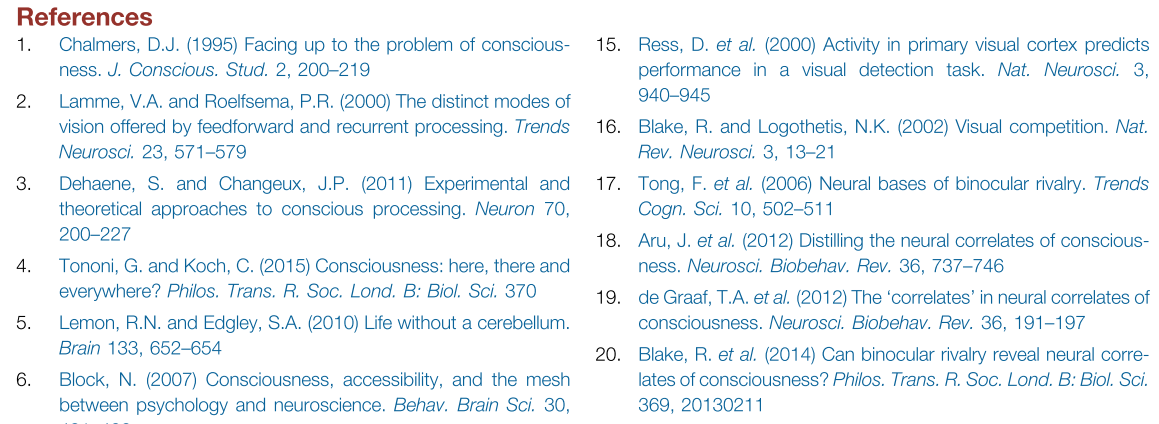 References
1. Chalmers, D.J. (1995) Facing up to the problem of conscious-
ness. J. Conscious. Stud. 2, 200–219
2. Lamme, V.A. and Roelfsema, P.R. (2000) The distinct modes of
vision offered by feedforward and recurrent processing. Trends
Neurosci. 23, 571–579
3. Dehaene, S. and Changeux, J.P. (2011) Experimental and
theoretical approaches to conscious processing. Neuron 70,
200–227
4. Tononi, G. and Koch, C. (2015) Consciousness: here, there and
everywhere? Philos. Trans. R. Soc. Lond. B: Biol. Sci. 370
5. Lemon, R.N. and Edgley, S.A. (2010) Life without a cerebellum.
Brain 133, 652–654
6. Block, N. (2007) Consciousness, accessibility, and the mesh
between psychology and neuroscience. Behav. Brain Sci. 30,
15. Ress, D. et al. (2000) Activity in primary visual cortex predicts
performance in a visual detection task. Nat. Neurosci. 3,
940–945
16. Blake, R. and Logothetis, N.K. (2002) Visual competition. Nat.
Rev. Neurosci. 3, 13–21
17. Tong, F. et al. (2006) Neural bases of binocular rivalry. Trends
Cogn. Sci. 10, 502–511
18. Aru, J. et al. (2012) Distilling the neural correlates of conscious-
ness. Neurosci. Biobehav. Rev. 36, 737–746
19. de Graaf, T.A. et al. (2012) The ‘correlates’ in neural correlates of
consciousness. Neurosci. Biobehav. Rev. 36, 191–197
20. Blake, R. et al. (2014) Can binocular rivalry reveal neural corre-
lates of consciousness? Philos. Trans. R. Soc. Lond. B: Biol. Sci.
369, 20130211